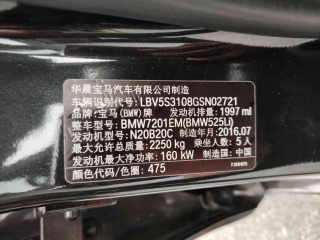 华晨宝马汽车有限公司制造
车辆识别代号 LBV5S3108GSN02721
品牌：宝马(BMW)牌 发动机排量：1997 ml
整车型号：BMW7201EM(BMW525Li)
发动机型号：N20B20C 制造年月：2016.07
最大允许总质量：2250 kg 乘坐人数：5 人
发动机最大净功率：160 kW 制造国：中国
颜色代码/色圈：475